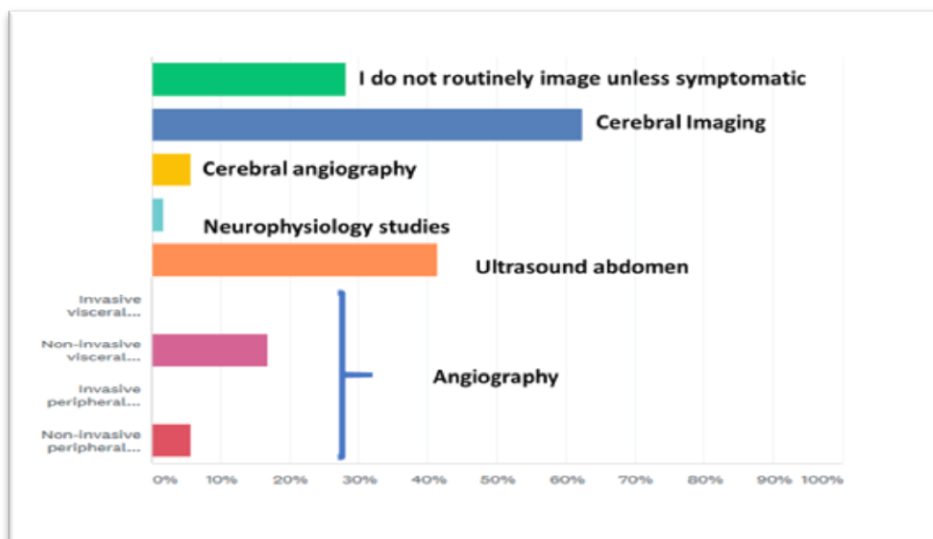 I do not routinely image unless symptomatic
Cerebral Imaging
Cerebral angiography
Neurophysiology studies
Ultrasound abdomen
Invasive
visceral...
Non-invasive
visceral...
Invasive
peripheral...
Non-invasive
peripheral...
Angiography
0% 10% 20% 30% 40% 50% 60% 70% 80% 90% 100%